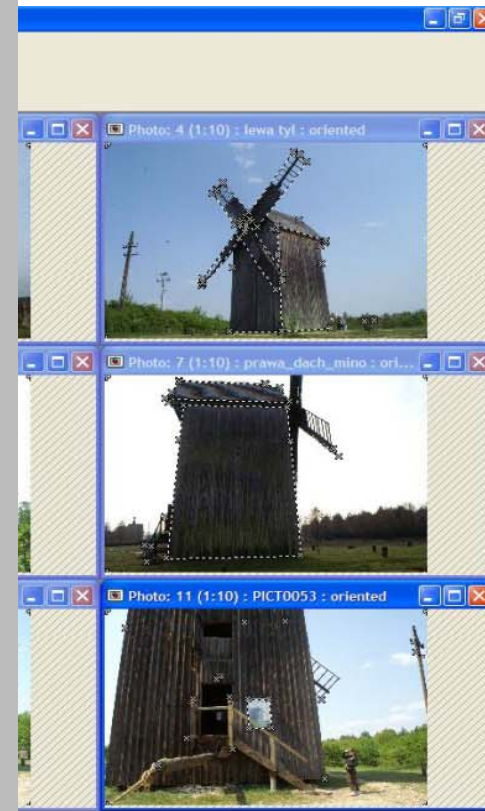 Photo: 4 (1:10) : lewa tyl : oriented
Photo: 7 (1:10) : prawa_dach_mino : ori...
Photo: 11 (1:10) : PICT0053 : oriented